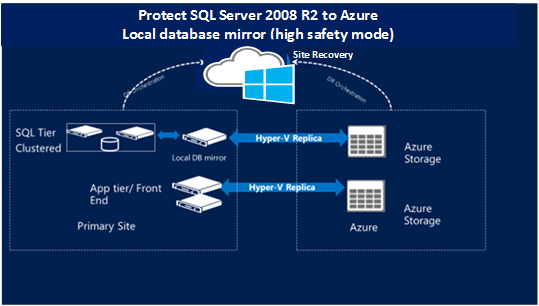 Protect SQL Server 2008 R2 to Azure
Local database mirror (high safety mode)
Site Recovery
DR Orchestration
DR Orchestration
SQL Tier
Clustered
Local DB mirror
Hyper-V Replica
Azure
Storage
App tier/ Front
End
Hyper-V Replica
Primary Site
Azure
Azure
Storage